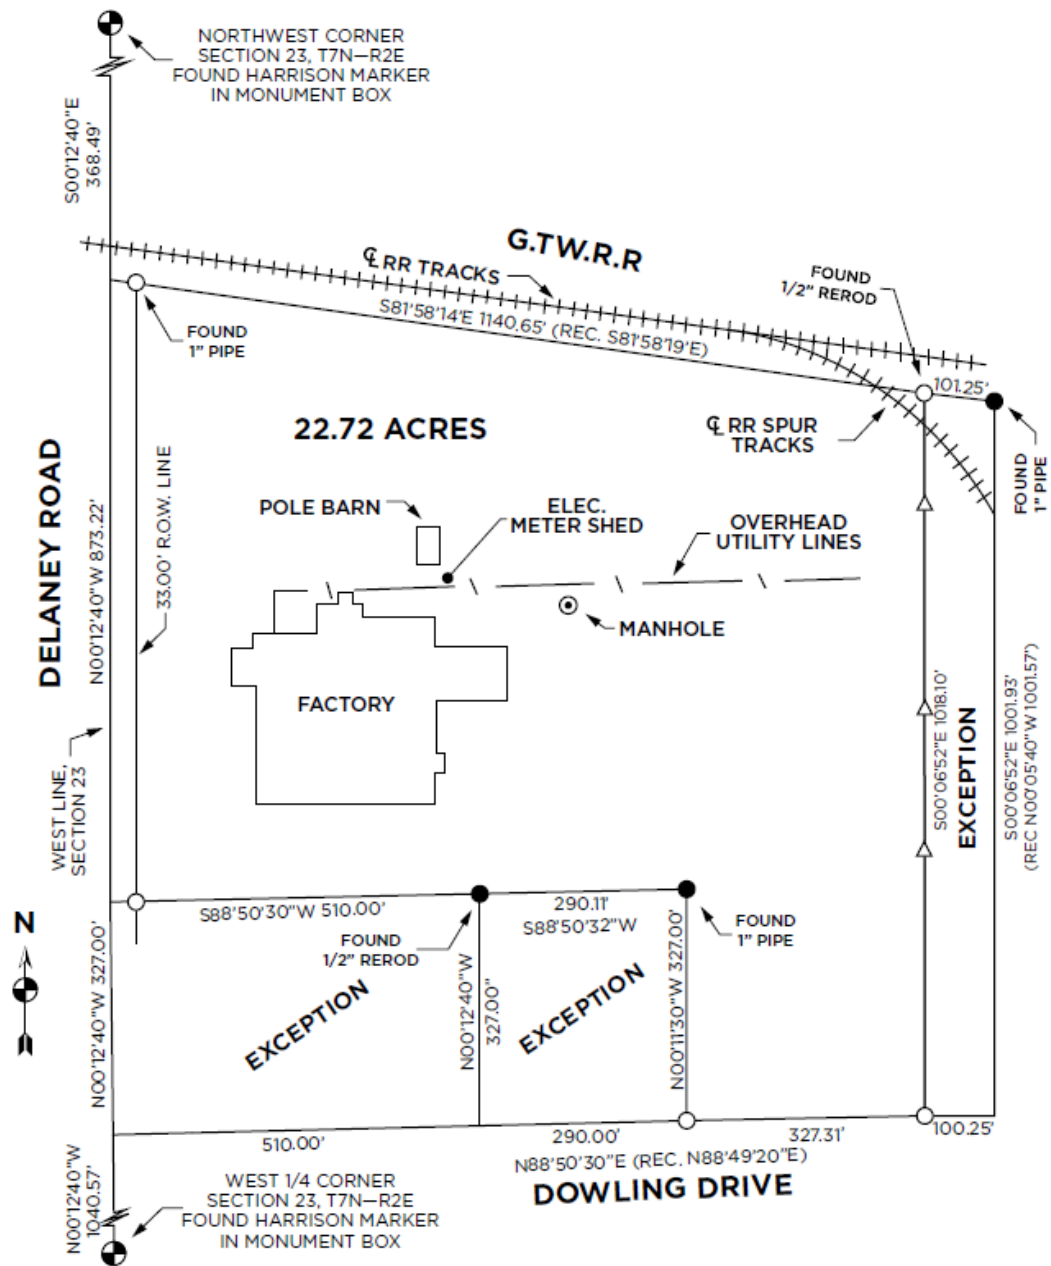 NORTHWEST CORNER
SECTION 23, T7N—R2E
FOUND HARRISON MARKER
IN MONUMENT BOX
S00°12'40"E
368.49'
G.TW.R.R
℄ RR TRACKS
FOUND
1/2" REROD
S81°58'14"E 1140.65' (REC. S81°58'19"E)
FOUND
1" PIPE
101.25'
22.72 ACRES
℄ RR SPUR
TRACKS
FOUND
1" PIPE
DELANEY ROAD
N00°12'40"W 873.22'
33.00' R.O.W. LINE
POLE BARN
ELEC.
METER SHED
OVERHEAD
UTILITY LINES
MANHOLE
FACTORY
S00°06'52"E 1018.10'
EXCEPTION
S00°06'52"E 1001.93'
(REC N00°05'40"W 1001.57')
WEST LINE,
SECTION 23
S88°50'30"W 510.00'
290.11'
S88°50'32"W
FOUND
1/2" REROD
FOUND
1" PIPE
N
N00°12'40"W 327.00'
EXCEPTION
N00°12'40"W
327.00"
EXCEPTION
N00°11'30"W 327.00'
510.00'
290.00'
327.31'
100.25'
N88°50'30"E (REC. N88°49'20"E)
DOWLING DRIVE
N00°12'40"W
1040.57'
WEST 1/4 CORNER
SECTION 23, T7N—R2E
FOUND HARRISON MARKER
IN MONUMENT BOX